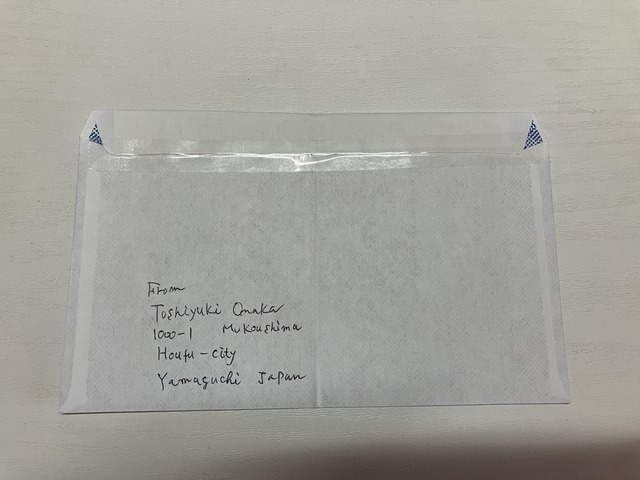 From
Toshiyuki Onaka
1000-1 Mukoushima
Houfu-city
Yamaguchi Japan